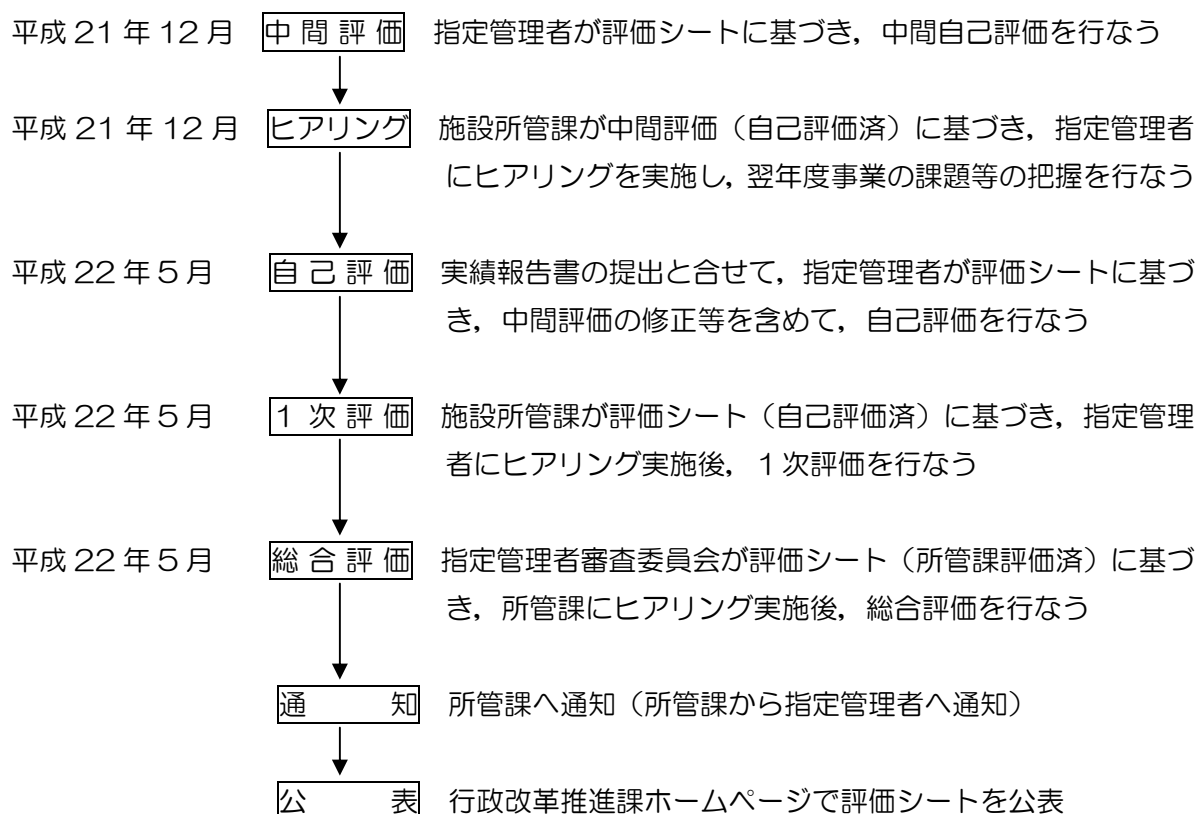 平成 21 年 12 月 中 間 評 価 指定管理者が評価シートに基づき，中間自己評価を行なう
平成 21 年 12 月 ヒアリング 施設所管課が中間評価（自己評価済）に基づき，指定管理者
にヒアリングを実施し，翌年度事業の課題等の把握を行なう
平成 22 年 5 月 自 己 評 価 実績報告書の提出と合せて，指定管理者が評価シートに基づ
き，中間評価の修正等を含めて，自己評価を行なう
平成 22 年 5 月 1 次 評 価 施設所管課が評価シート（自己評価済）に基づき，指定管理
者にヒアリング実施後，1 次評価を行なう
平成 22 年 5 月 総 合 評 価 指定管理者審査委員会が評価シート（所管課評価済）に基づ
き，所管課にヒアリング実施後，総合評価を行なう
通 知 所管課へ通知（所管課から指定管理者へ通知）
公 表 行政改革推進課ホームページで評価シートを公表